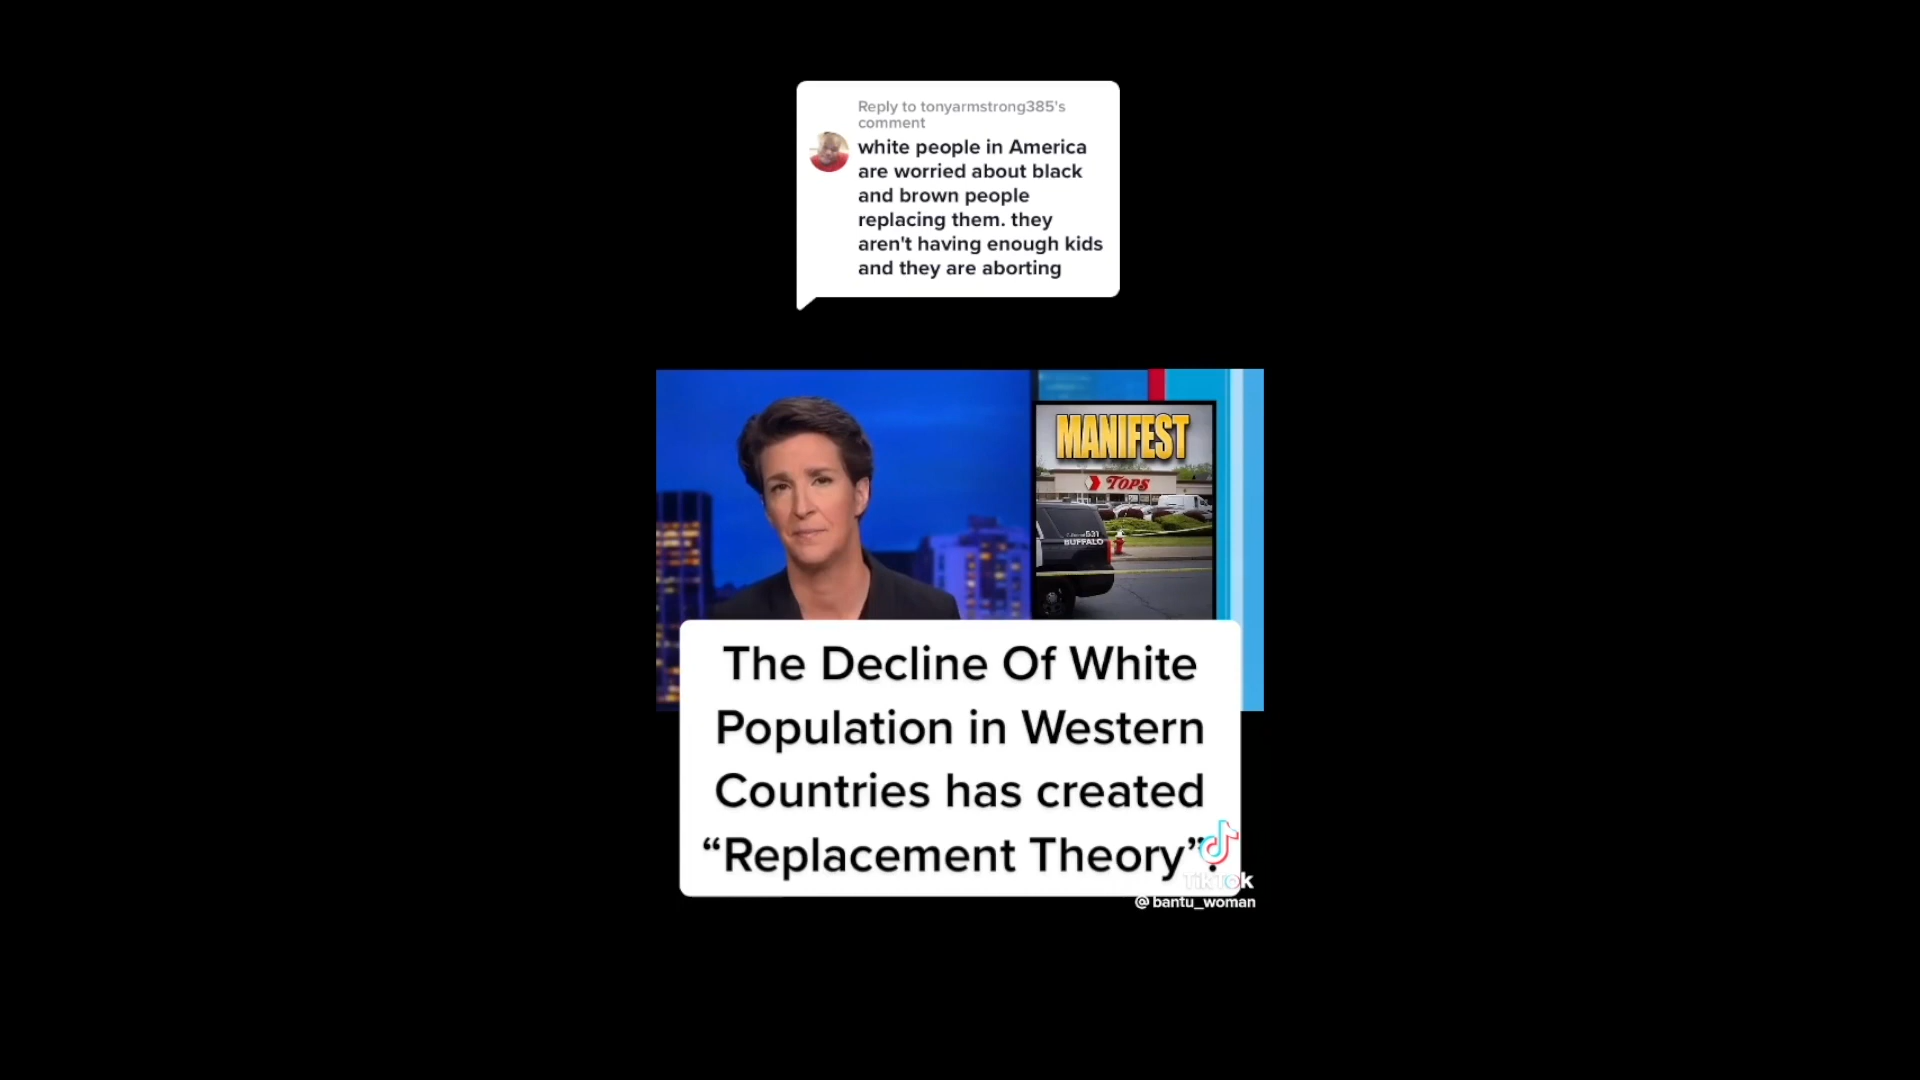 Reply to tonyarmstrong385's
comment
white people in America
are worried about black
and brown people
replacing them. they
aren't having enough kids
and they are aborting
MANIFEST
TOPS
531
BUFFALO
The Decline Of White
Population in Western
Countries has created
“Replacement Theory”.
TikTok
@bantu_woman